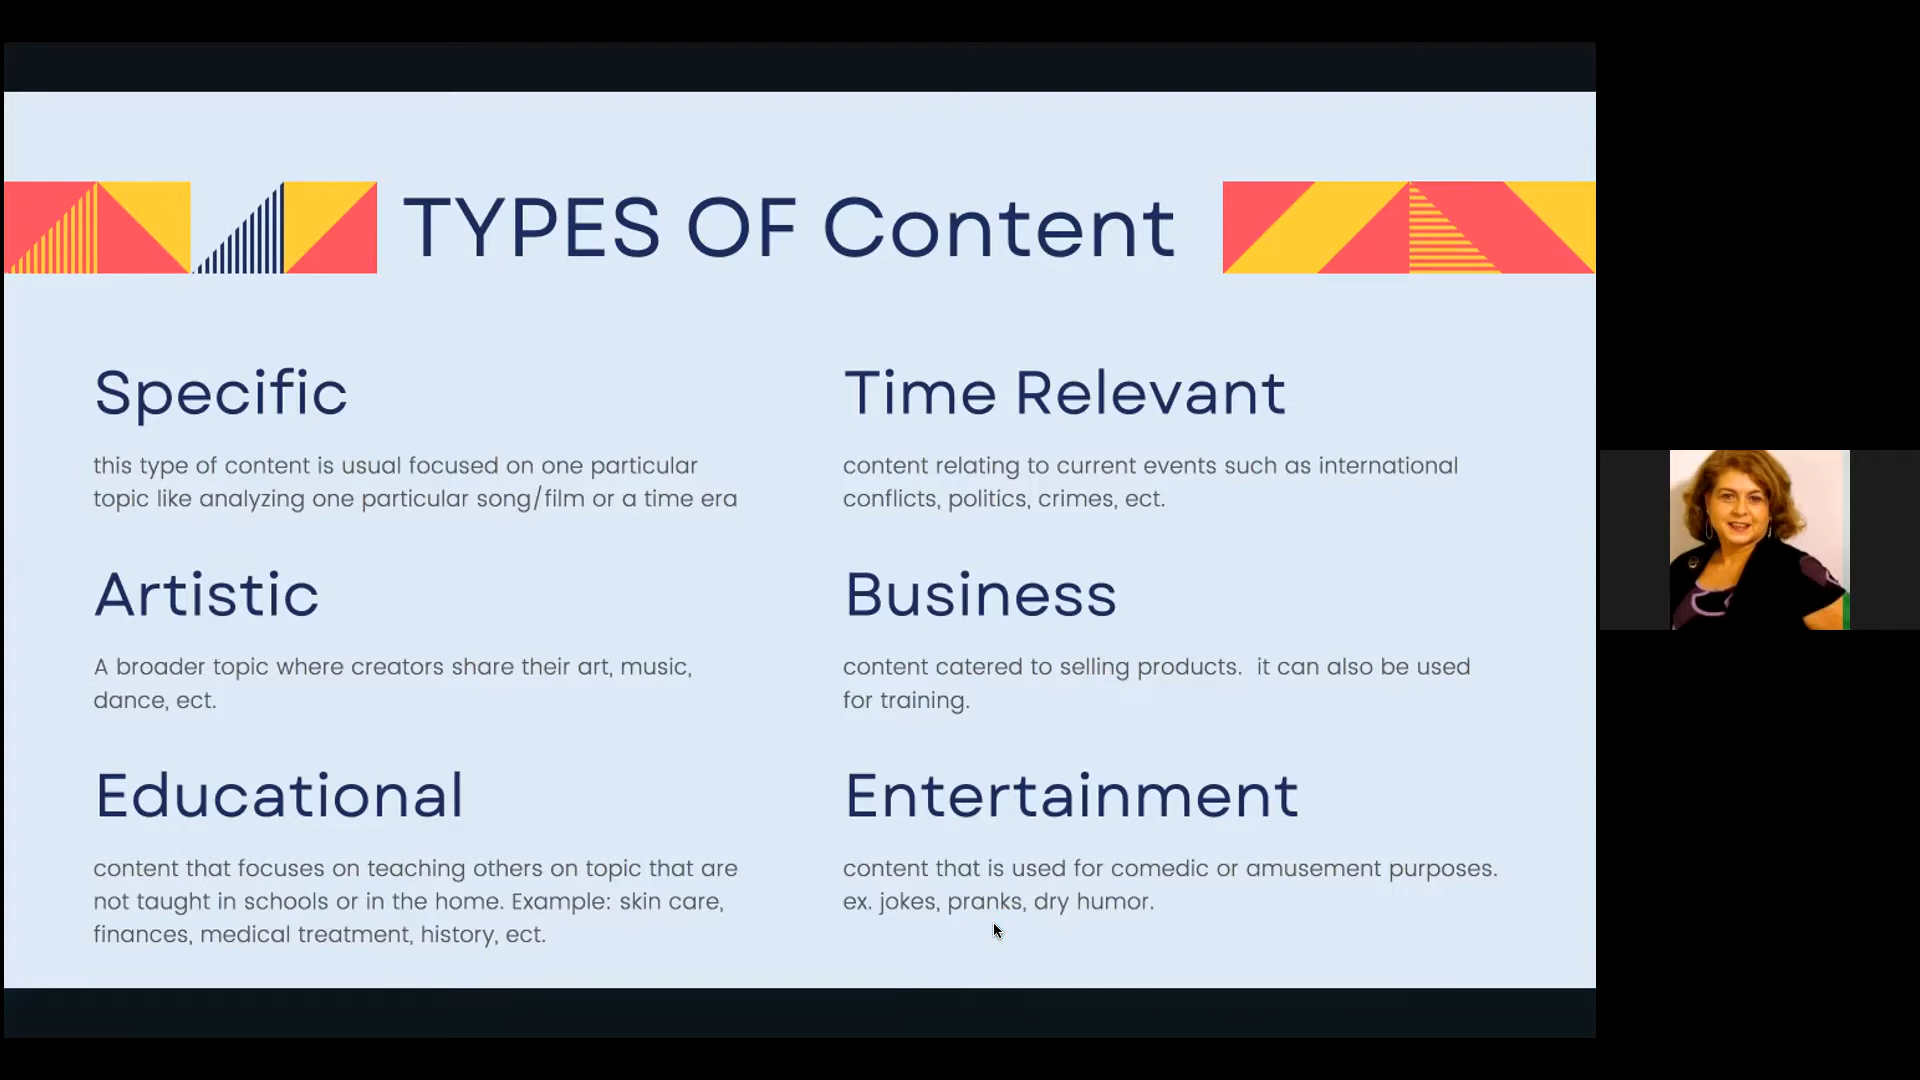 TYPES OF Content
Specific
this type of content is usual focused on one particular
topic like analyzing one particular song/film or a time era
Time Relevant
content relating to current events such as international
conflicts, politics, crimes, ect.
Artistic
A broader topic where creators share their art, music,
dance, ect.
Business
content catered to selling products.  it can also be used
for training.
Educational
content that focuses on teaching others on topic that are
not taught in schools or in the home. Example: skin care,
finances, medical treatment, history, ect.
Entertainment
content that is used for comedic or amusement purposes.
ex. jokes, pranks, dry humor.